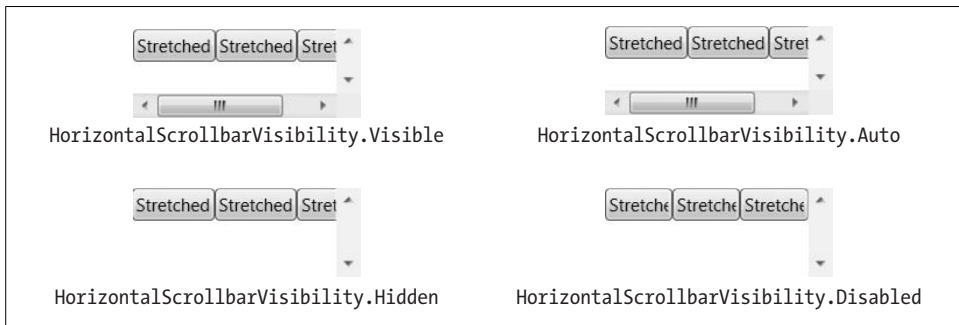 Stretched Stretched Stret
HorizontalScrollbarVisibility.Visible
Stretched Stretched Stret
HorizontalScrollbarVisibility.Auto
Stretched Stretched Stret
HorizontalScrollbarVisibility.Hidden
Stretche Stretche Stretche
HorizontalScrollbarVisibility.Disabled